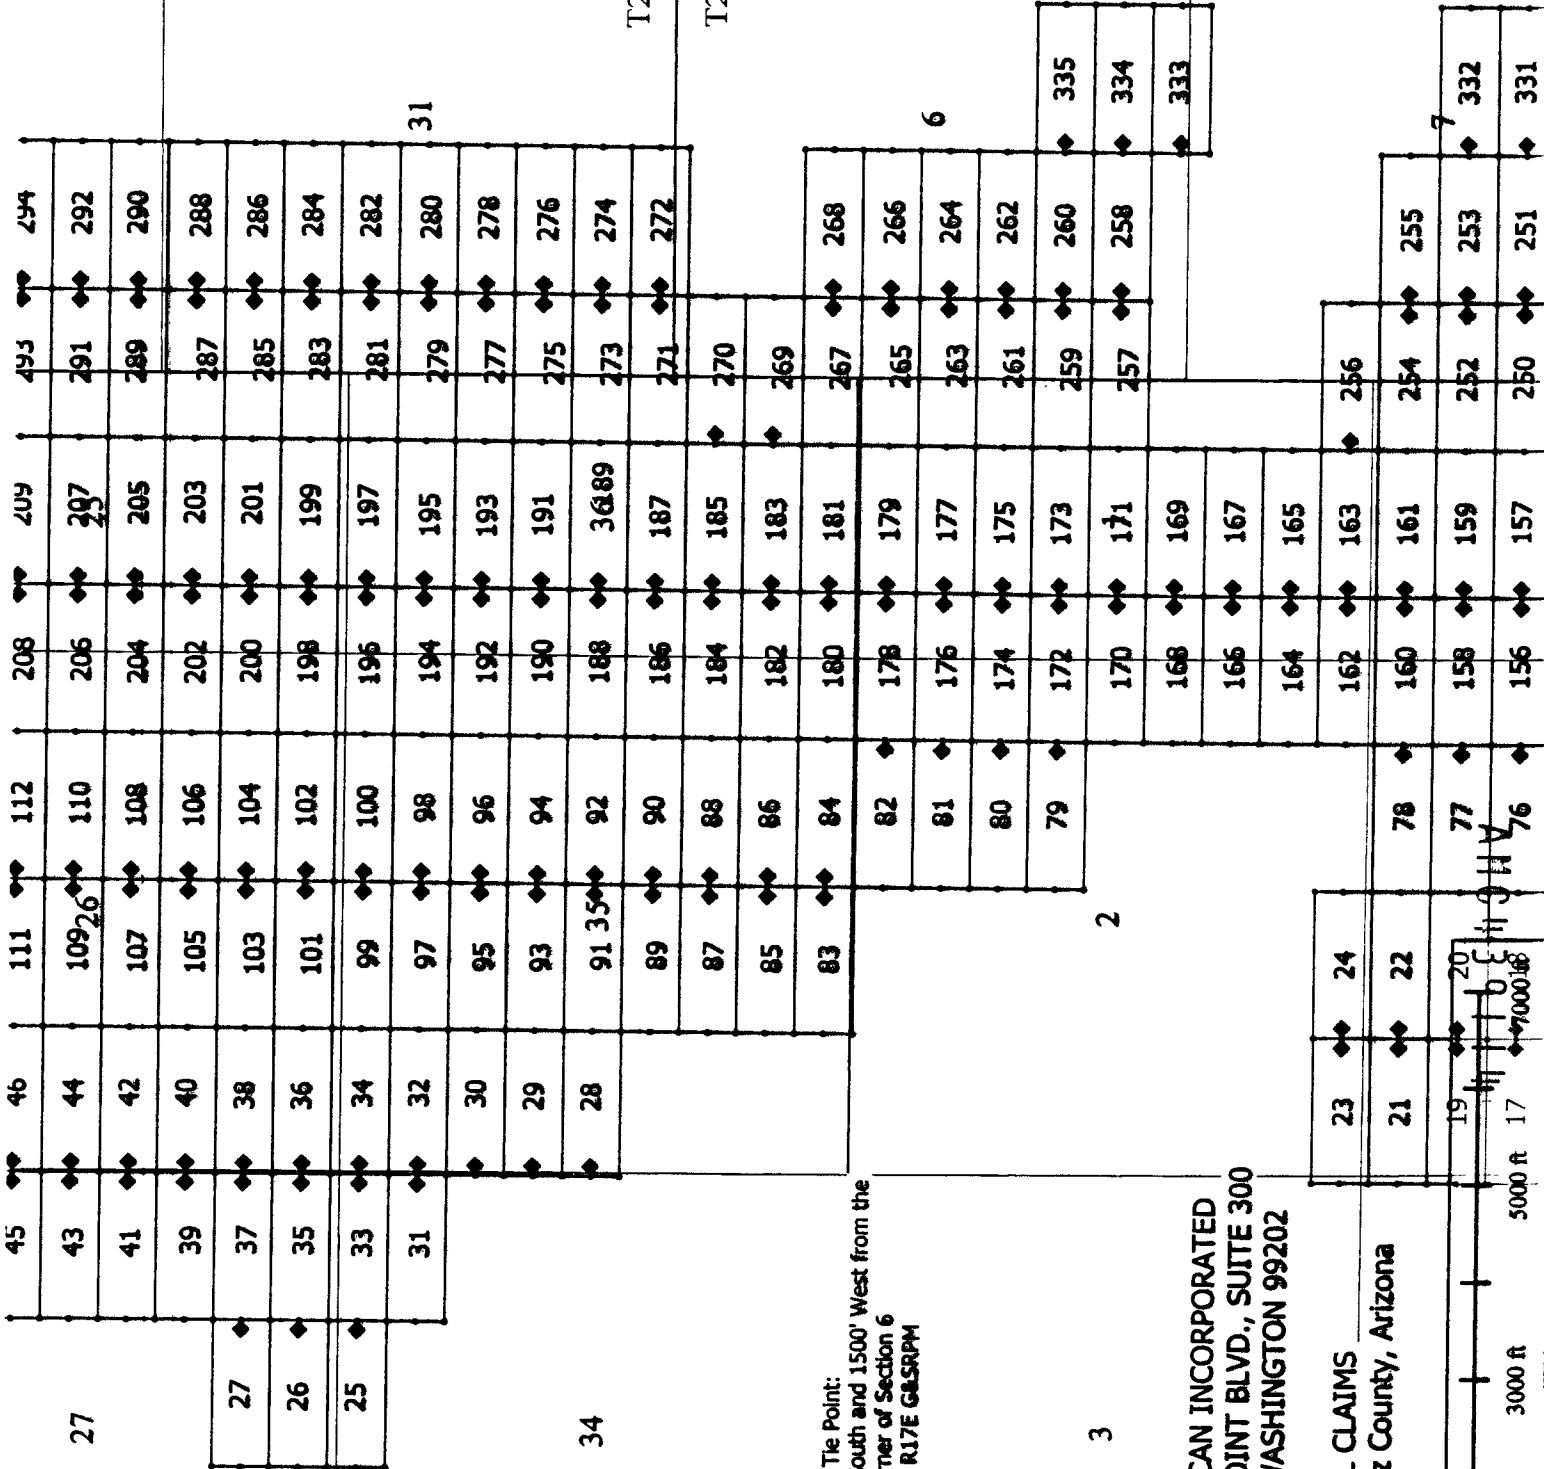 45 46 111 112 208 209 293 294
27 43 44 109 26 110 206 207 25 291 292
41 42 107 108 204 205 289 290
39 40 105 106 202 203 287 288
27 37 38 103 104 200 201 285 286
26 35 36 101 102 198 199 283 284
25 33 34 99 100 196 197 281 282
31 32 97 98 194 195 279 280 31
30 95 96 192 193 277 278
29 93 94 190 191 275 276
34 28 91 35 92 188 36 189 273 274
89 90 186 187 271 272
87 88 184 185 270
85 86 182 183 269
83 84 180 181 267 268
82 178 179 265 266
81 176 177 263 264 6
80 174 175 261 262
79 172 173 259 260 335
3 2 170 171 1 257 258 334
168 169 333
166 167
164 165
23 24 162 163 256
21 22 78 160 161 254 255
19 20 77 158 159 252 253 7 332
17 18 76 156 157 250 251 331
Tie Point:
outh and 1500' West from the
ner of Section 6
R17E G&SRPM
CAN INCORPORATED
OINT BLVD., SUITE 300
WASHINGTON 99202
CLAIMS
z County, Arizona
3000 ft 5000 ft 7000 ft